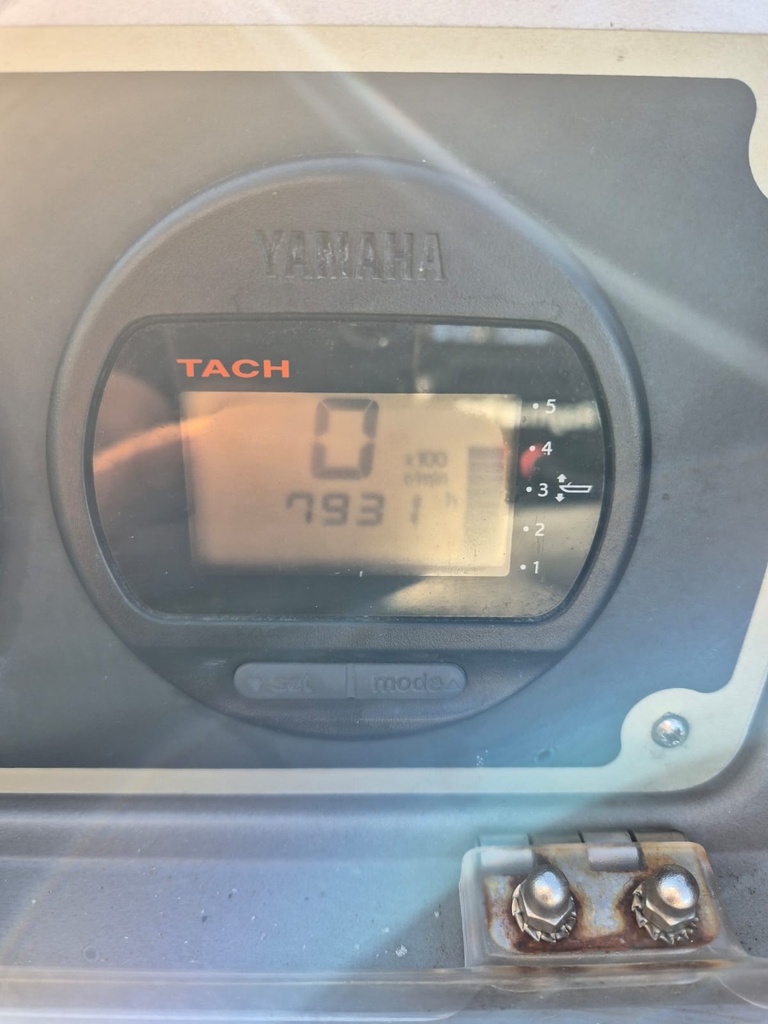 YAMAHA
TACH
0
x100
r/min
7931 h
5
4
3
2
1
set mode